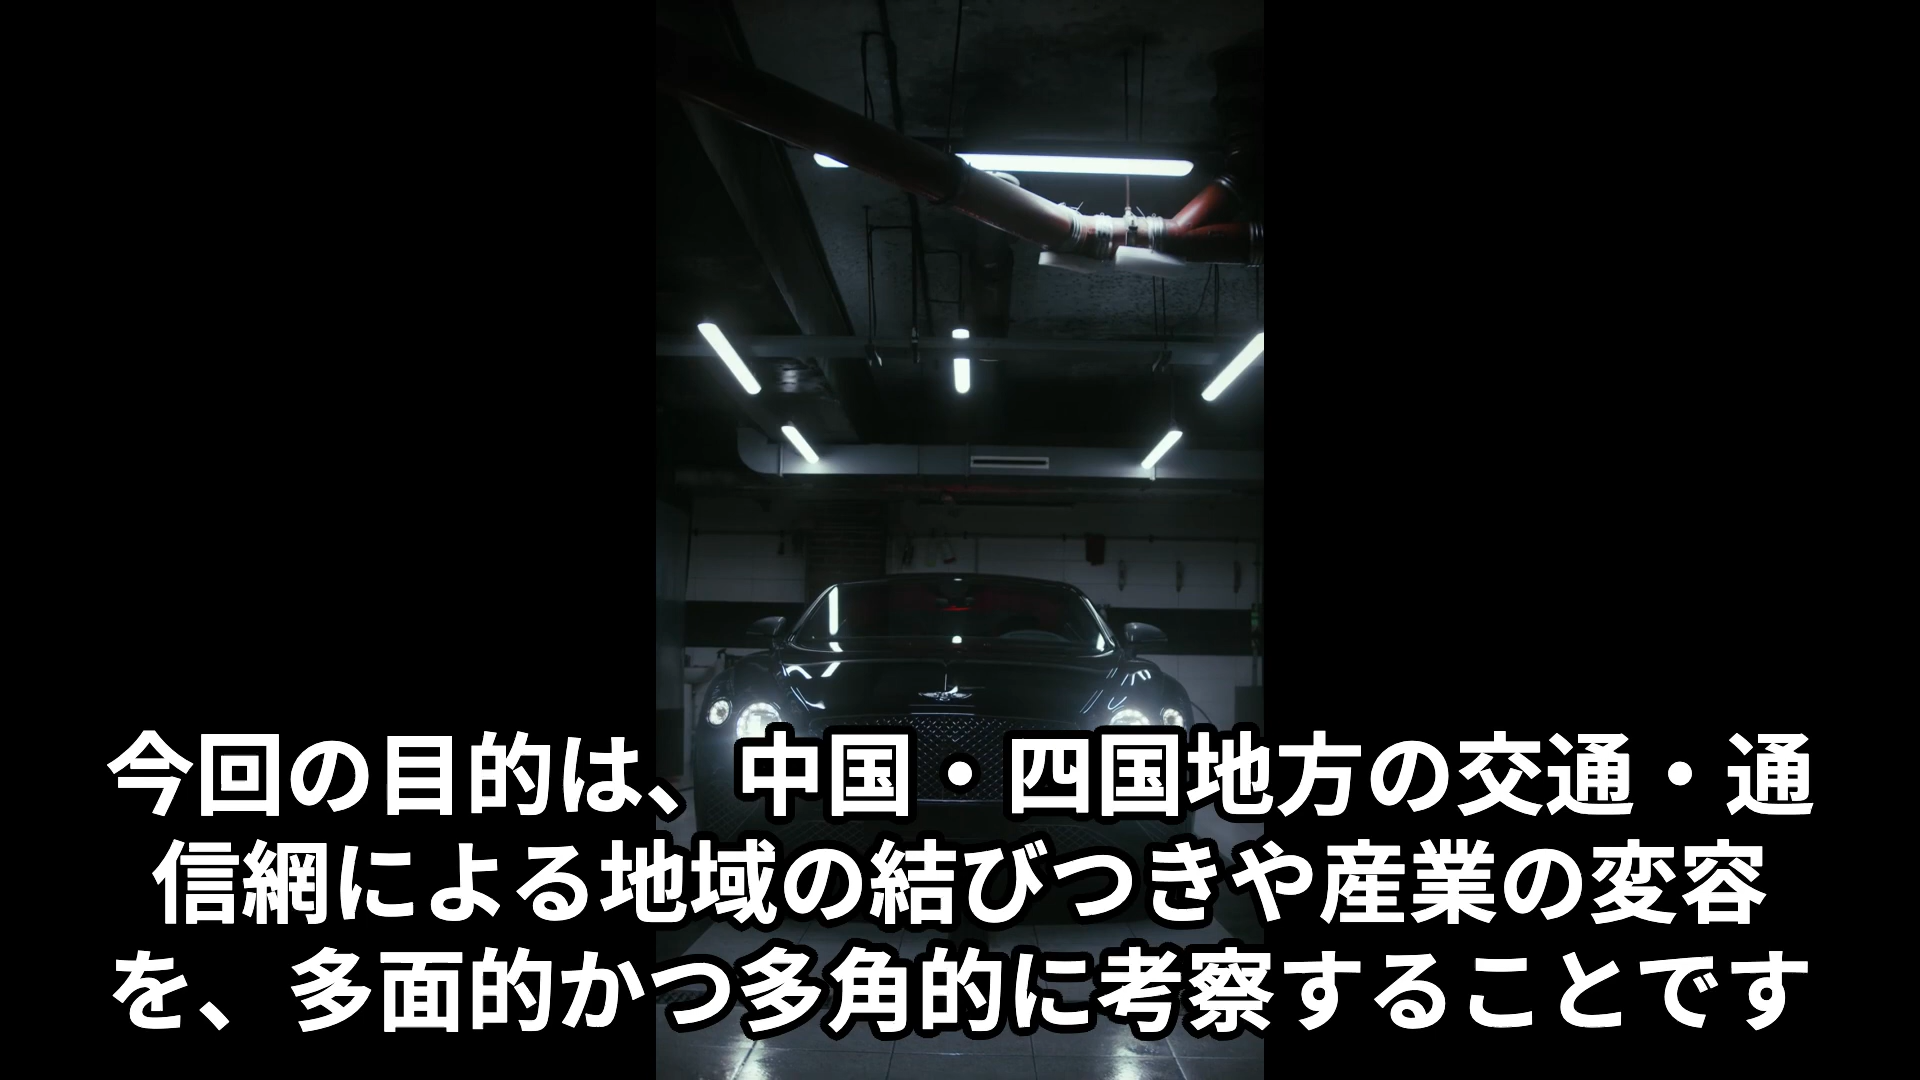 今回の目的は、中国・四国地方の交通・通
信網による地域の結びつきや産業の変容
を、多面的かつ多角的に考察することです